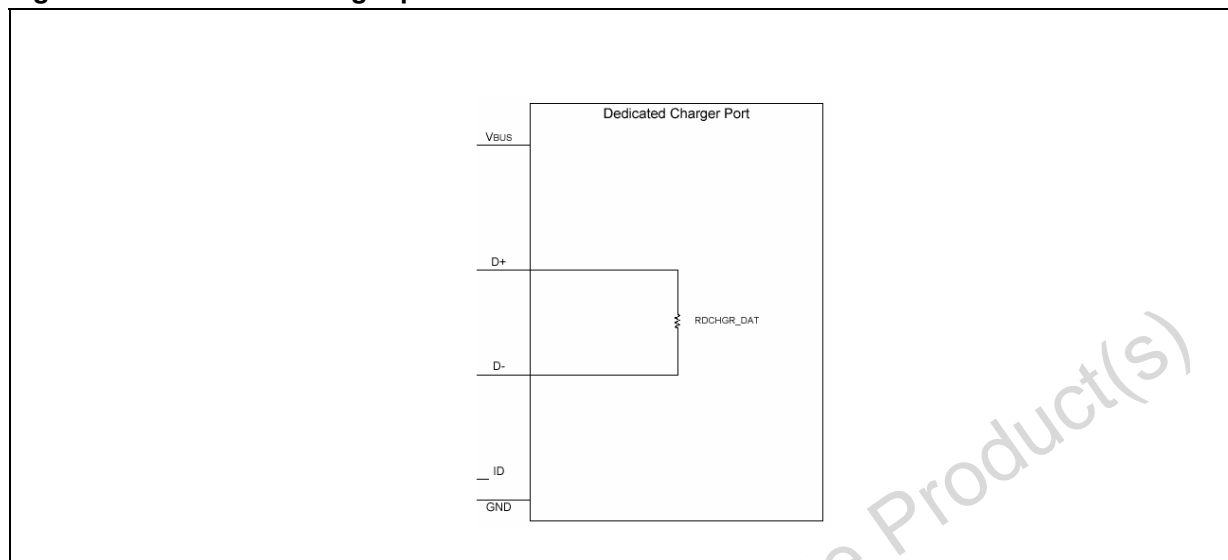 Dedicated Charger Port
VBUS
D+
RDCHGR_DAT
D-
ID
GND
Product(s)